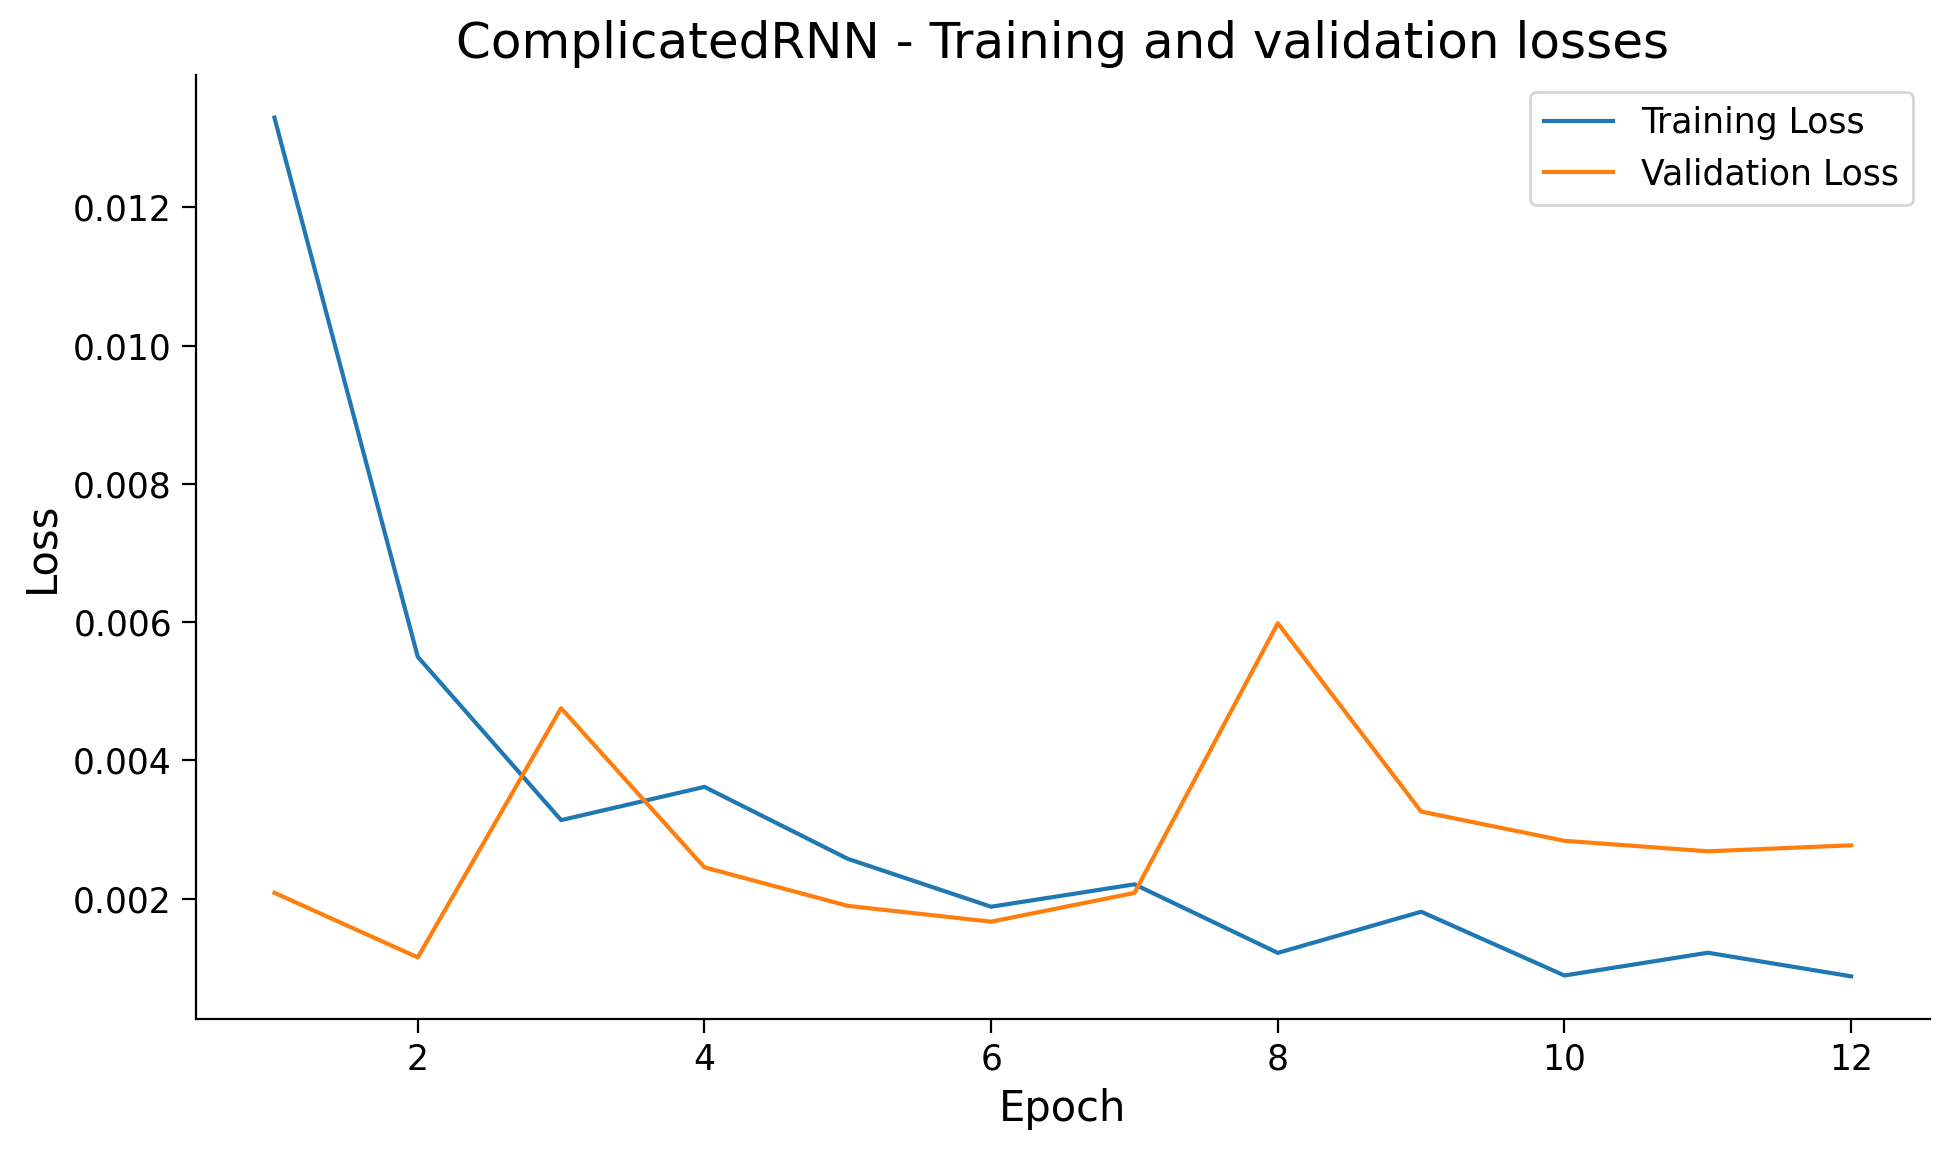 ComplicatedRNN - Training and validation losses
Training Loss
Validation Loss
0.012
0.010
0.008
0.006
0.004
0.002
Loss
2 4 6 8 10 12
Epoch